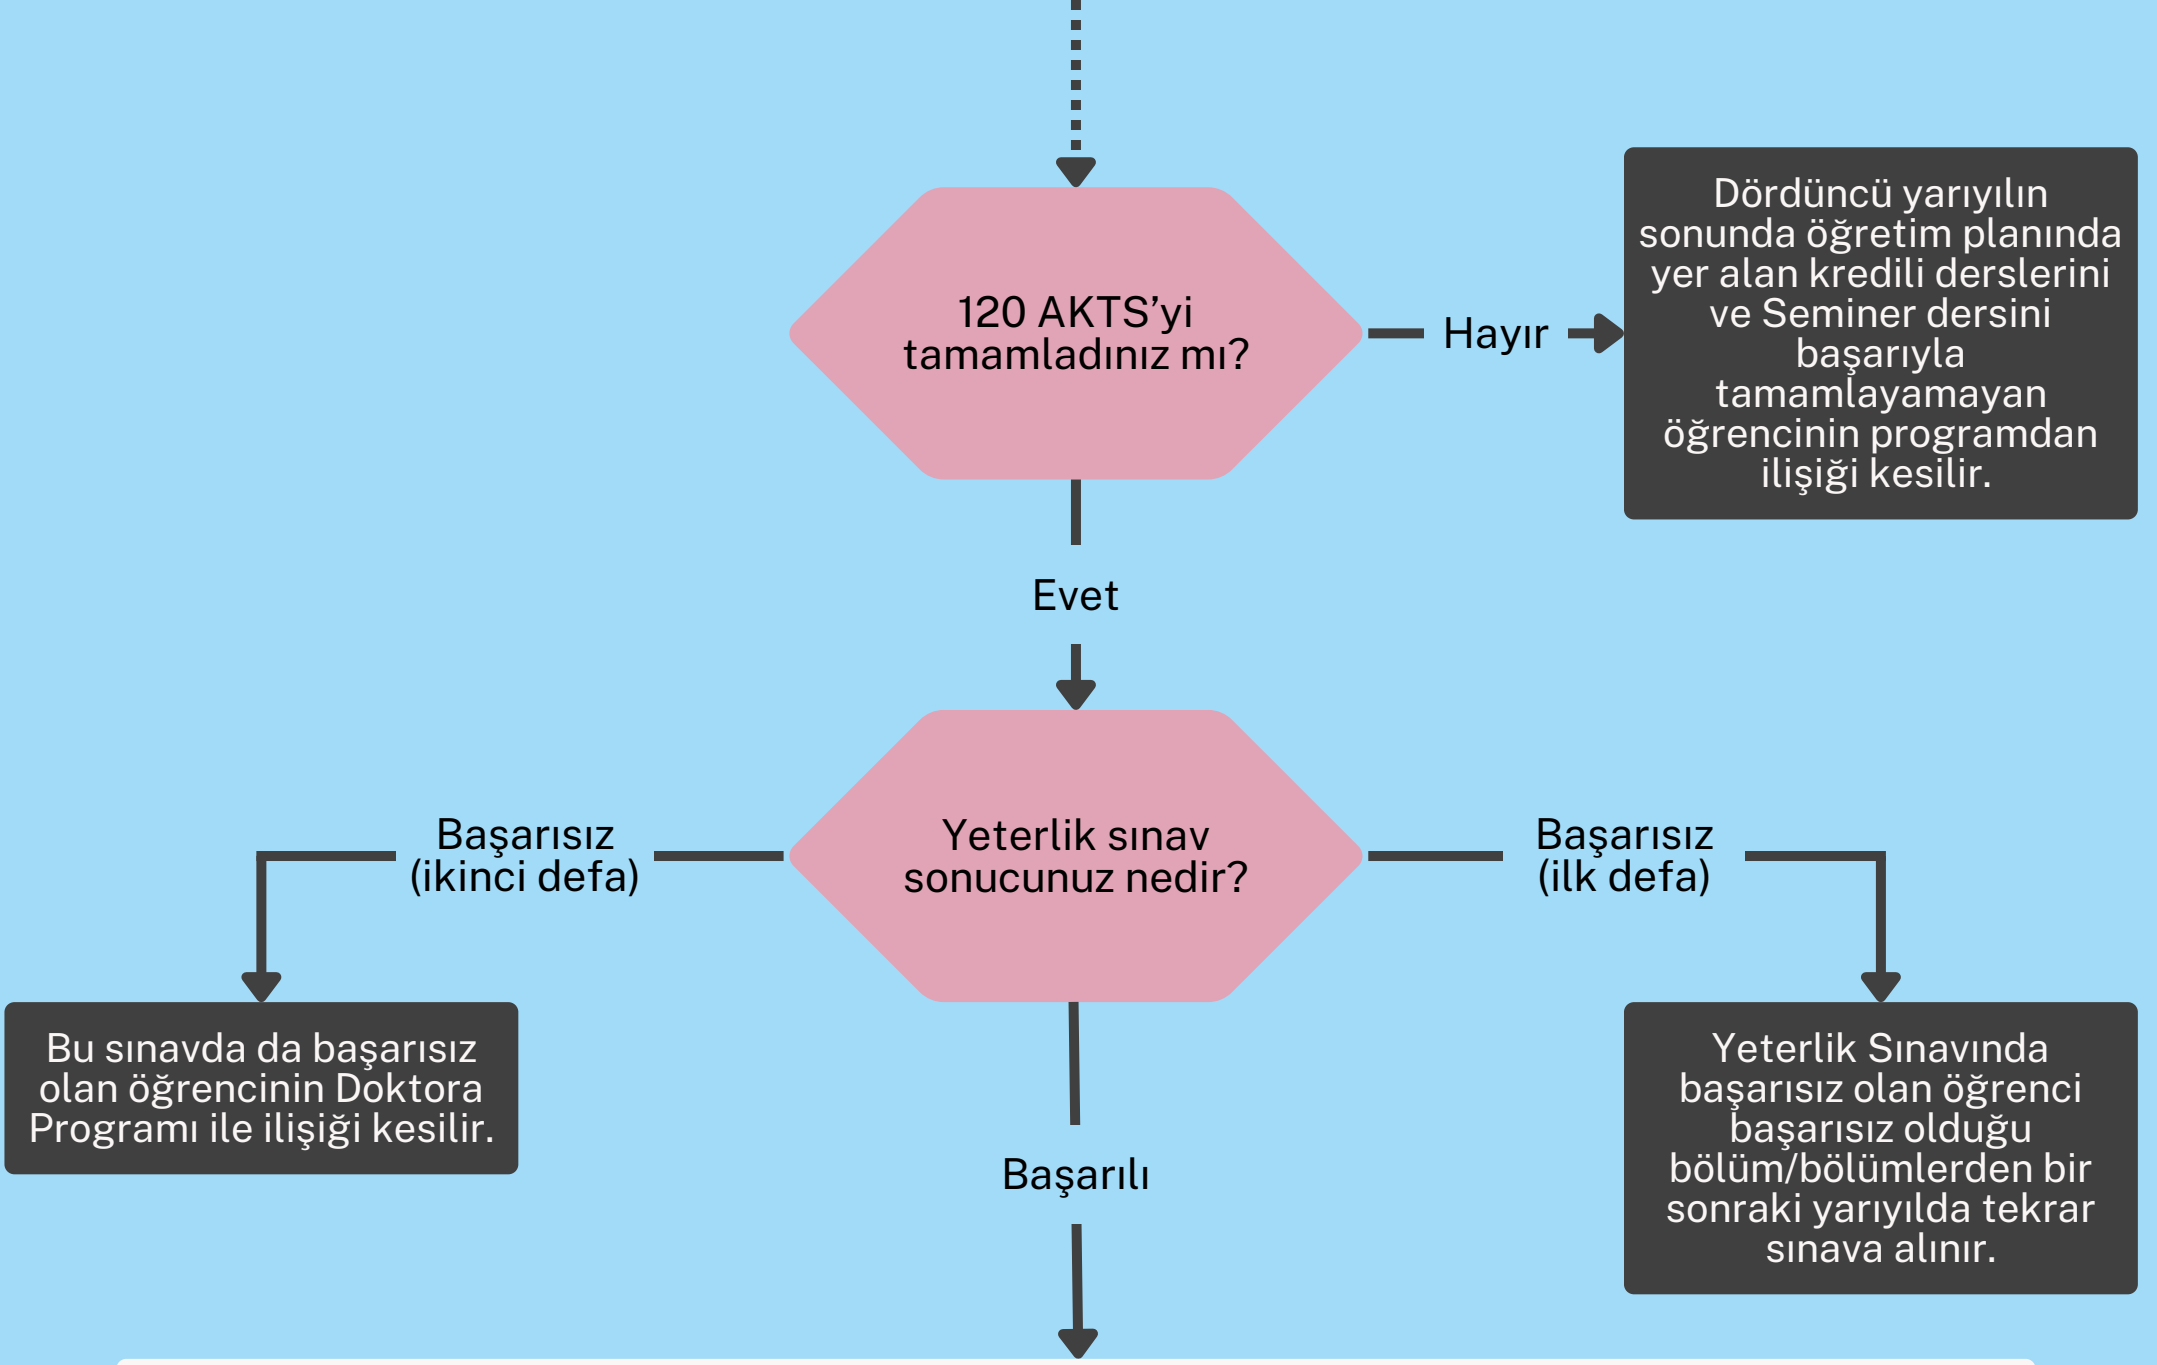 120 AKTS’yi
tamamladınız mı?
Hayır
Dördüncü yarıyılın
sonunda öğretim planında
yer alan kredili derslerini
ve Seminer dersini
başarıyla
tamamlayamayan
öğrencinin programdan
ilişiği kesilir.
Evet
Yeterlik sınav
sonucunuz nedir?
Başarısız
(ikinci defa)
Başarısız
(ilk defa)
Bu sınavda da başarısız
olan öğrencinin Doktora
Programı ile ilişiği kesilir.
Başarılı
Yeterlik Sınavında
başarısız olan öğrenci
başarısız olduğu
bölüm/bölümlerden bir
sonraki yarıyılda tekrar
sınava alınır.